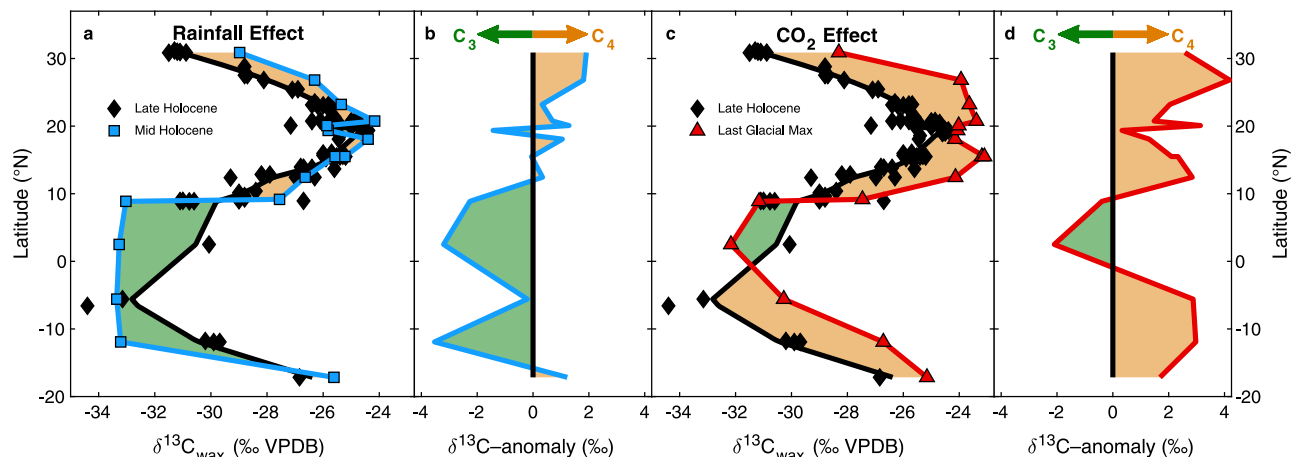 a
Rainfall Effect
Late Holocene
Mid Holocene
Latitude (°N)
30
20
10
0
-10
-20
-34 -32 -30 -28 -26 -24
δ13Cwax (‰ VPDB)
b
C3 C4
-4 -2 0 2 4
δ13C–anomaly (‰)
c
CO2 Effect
Late Holocene
Last Glacial Max
-34 -32 -30 -28 -26 -24
δ13Cwax (‰ VPDB)
d
C3 C4
-4 -2 0 2 4
δ13C–anomaly (‰)
30
20
10
0
-10
-20
Latitude (°N)